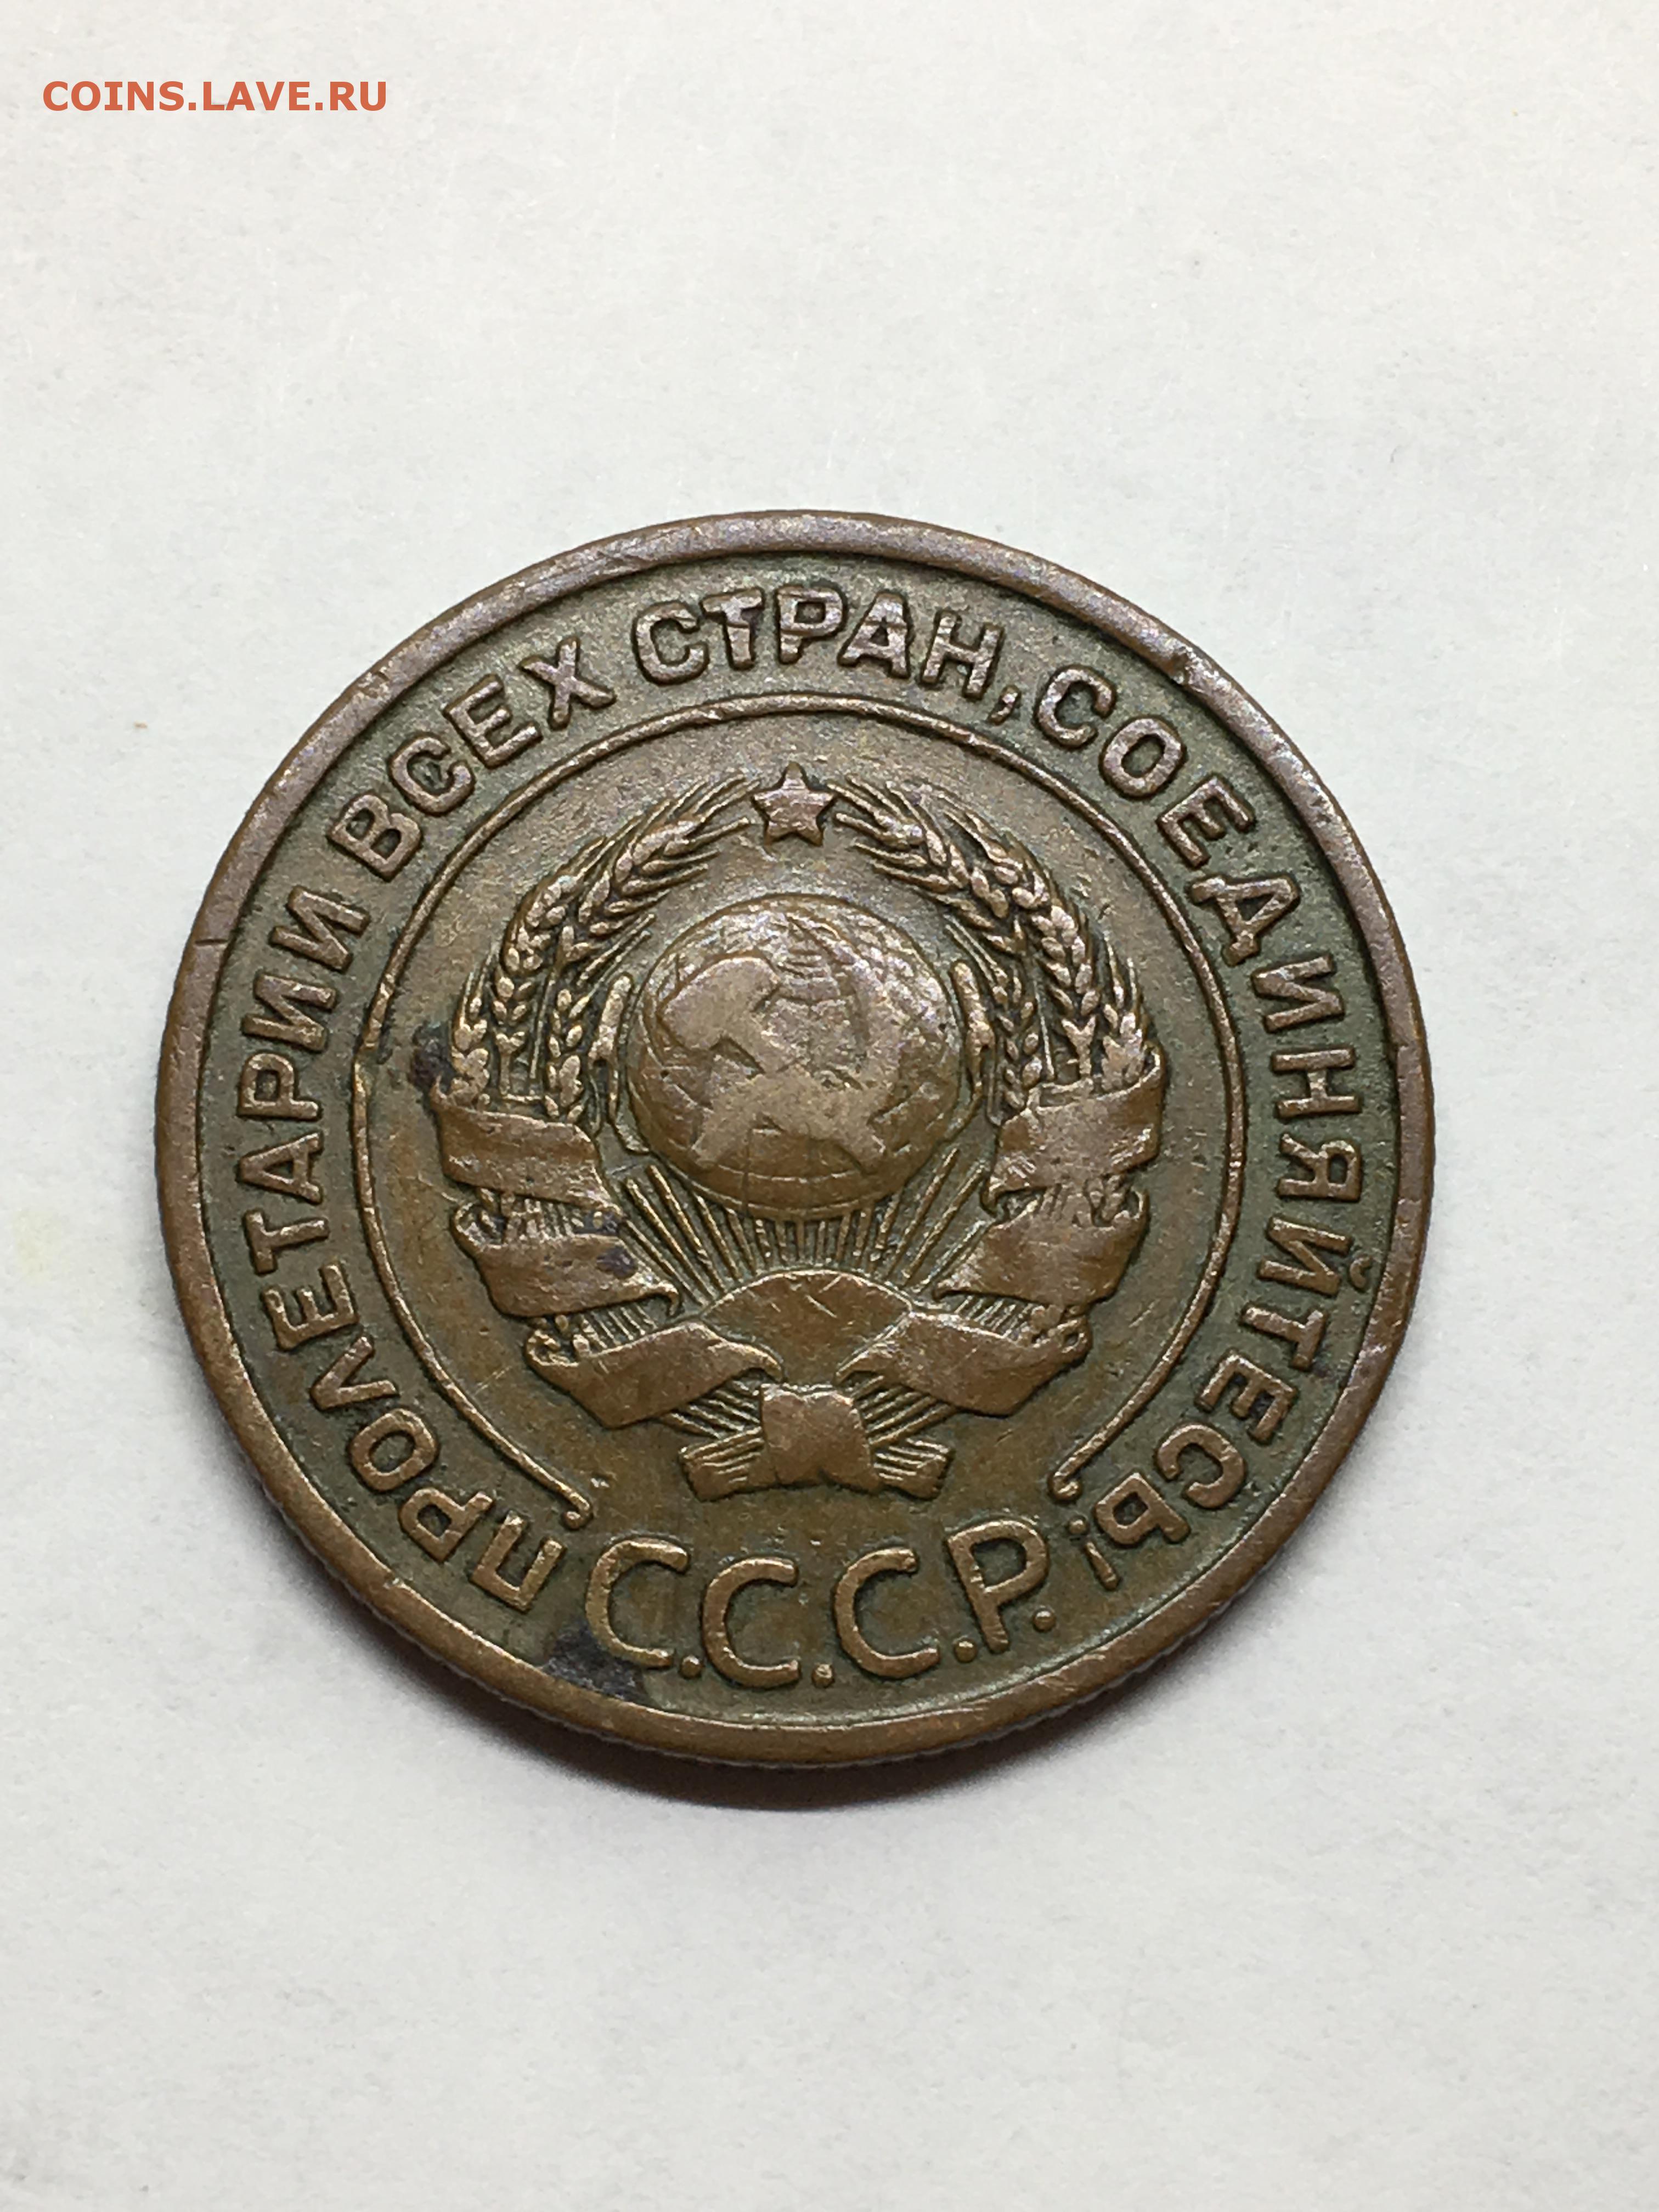 COINS.LAVE.RU
ПРОЛЕТАРИИ ВСЕХ СТРАН, СОЕДИНЯЙТЕСЬ!
С.С.С.Р.